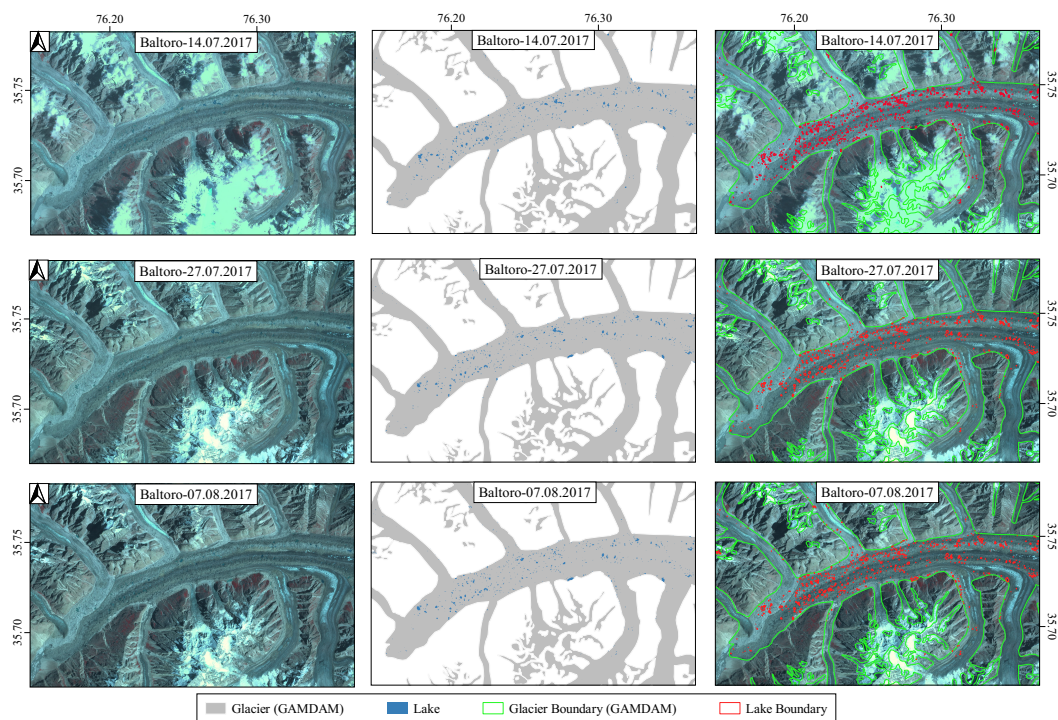 76.20 76.30 76.20 76.30
Baltoro-14.07.2017 Baltoro-14.07.2017 Baltoro-14.07.2017
35.75 35.75
35.70 35.70
Baltoro-27.07.2017 Baltoro-27.07.2017 Baltoro-27.07.2017
35.75 35.75
35.70 35.70
Baltoro-07.08.2017 Baltoro-07.08.2017 Baltoro-07.08.2017
35.75 35.75
35.70 35.70
Glacier (GAMDAM) Lake Glacier Boundary (GAMDAM) Lake Boundary